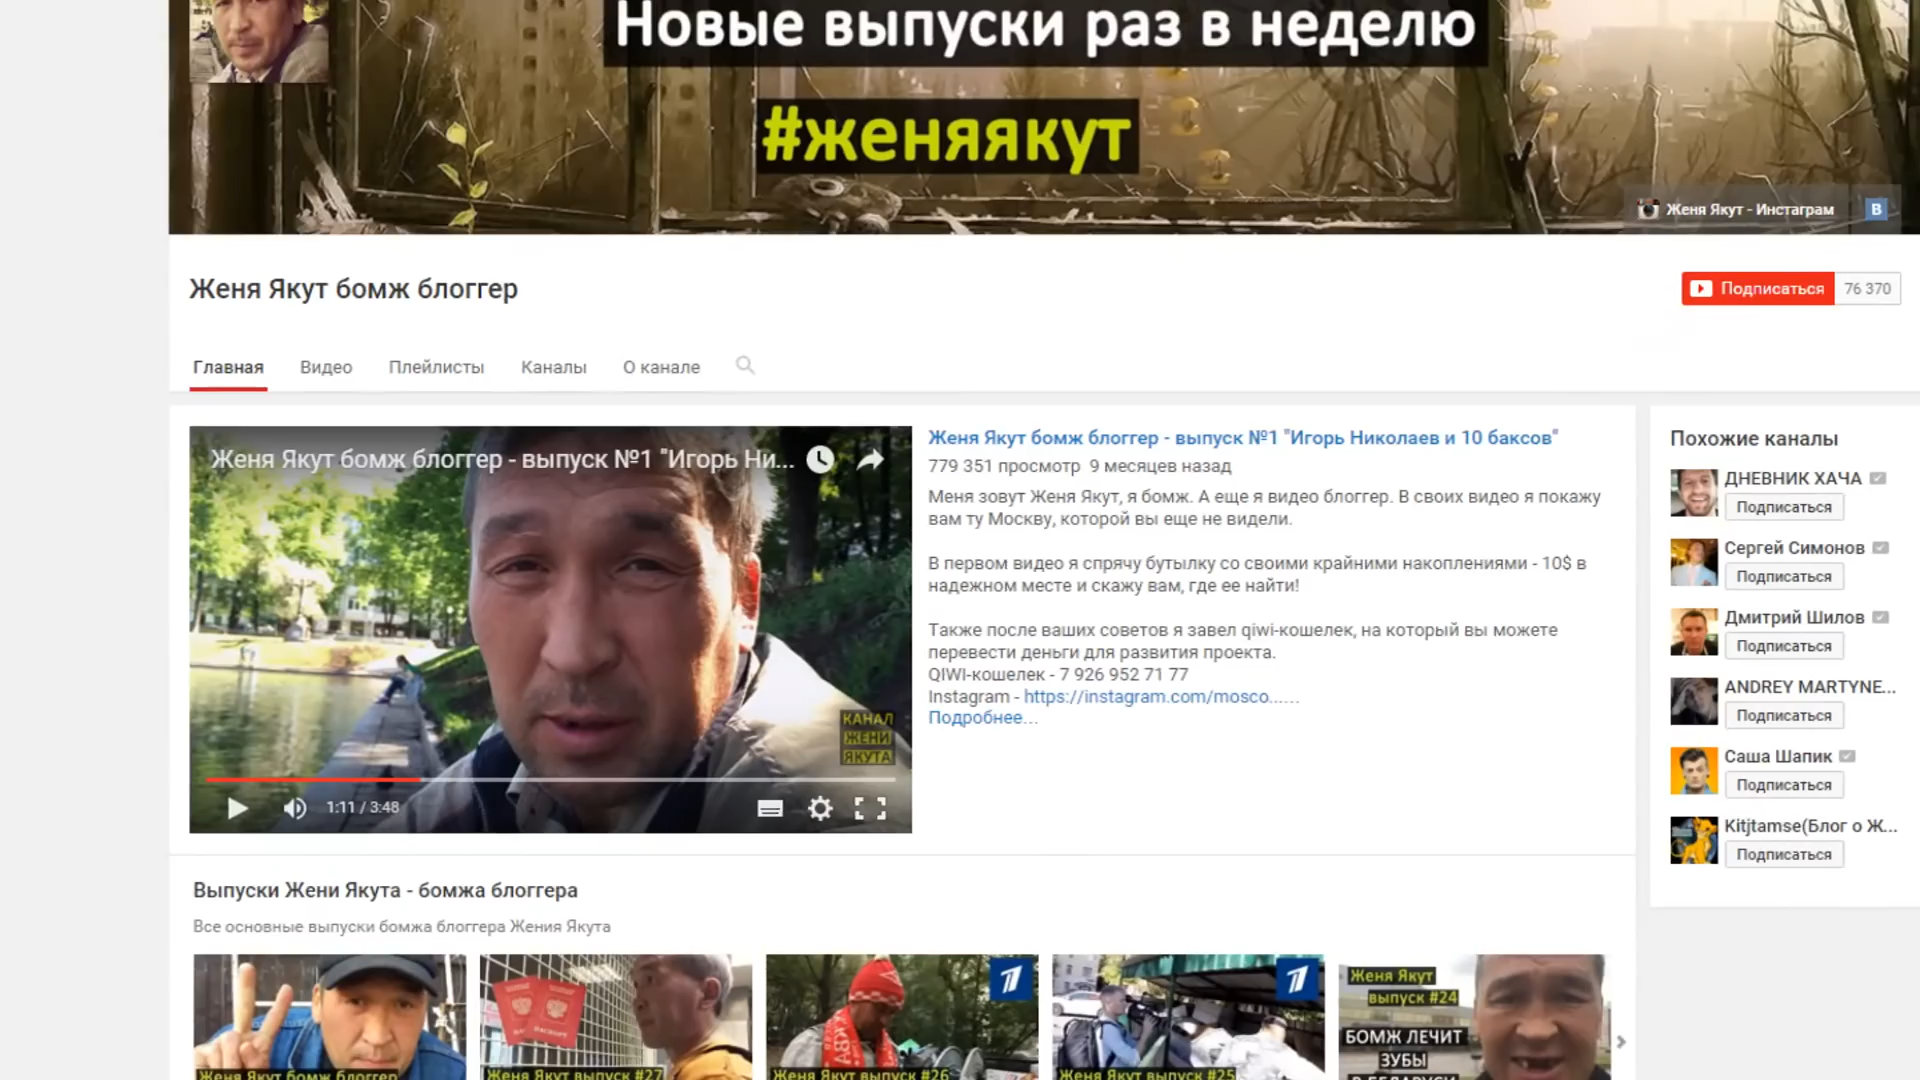 Новые выпуски раз в неделю
#женяякут
Женя Якут - Инстаграм
B
Женя Якут бомж блоггер
Подписаться 76 370
Главная Видео Плейлисты Каналы О канале
Женя Якут бомж блоггер - выпуск №1 "Игорь Ни...
КАНАЛ
ЖЕНИ
ЯКУТА
1:11 / 3:48
Женя Якут бомж блоггер - выпуск №1 "Игорь Николаев и 10 баксов"
779 351 просмотр 9 месяцев назад
Меня зовут Женя Якут, я бомж. А еще я видео блоггер. В своих видео я покажу
вам ту Москву, которой вы еще не видели.
В первом видео я спрячу бутылку со своими крайними накоплениями - 10$ в
надежном месте и скажу вам, где ее найти!
Также после ваших советов я завел qiwi-кошелек, на который вы можете
перевести деньги для развития проекта.
QIWI-кошелек - 7 926 952 71 77
Instagram - https://instagram.com/mosco......
Подробнее...
Похожие каналы
ДНЕВНИК ХАЧА
Подписаться
Сергей Симонов
Подписаться
Дмитрий Шилов
Подписаться
ANDREY MARTYNE...
Подписаться
Саша Шапик
Подписаться
Kitjtamse(Блог о Ж...
Подписаться
Выпуски Жени Якута - бомжа блоггера
Все основные выпуски бомжа блоггера Жения Якута
Женя Якут бомж блоггер
Женя Якут выпуск #27
Женя Якут выпуск #26
Женя Якут выпуск #25
Женя Якут
выпуск #24
БОМЖ ЛЕЧИТ
ЗУБЫ
В БЕЛАРУСИ